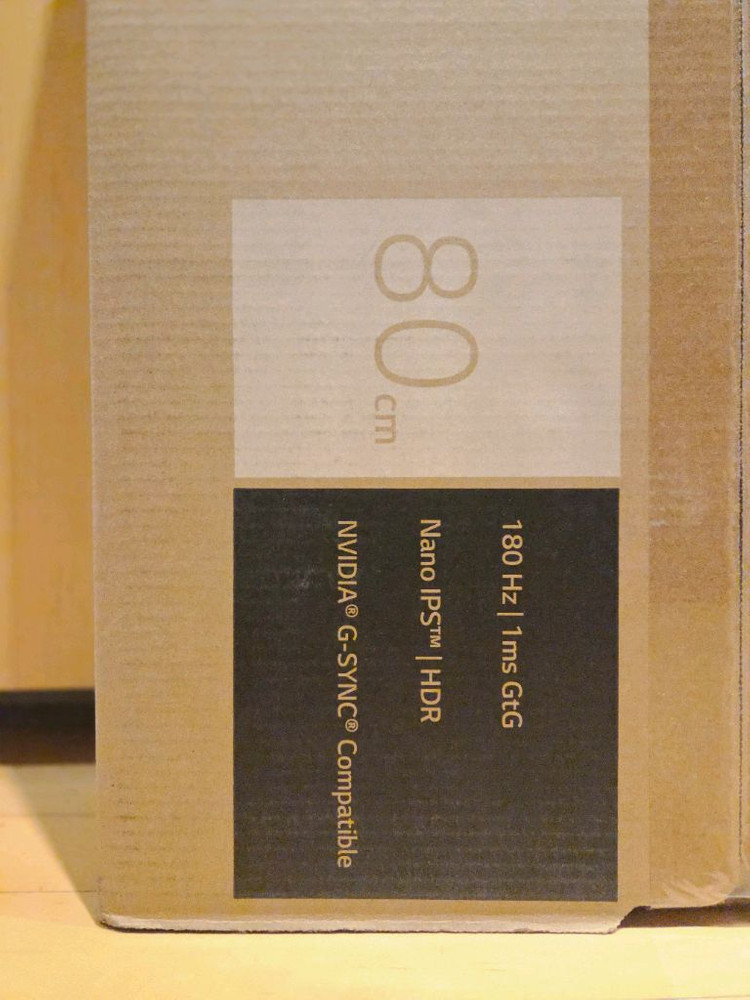 80 cm
180 Hz | 1ms GtG
Nano IPS™ | HDR
NVIDIA® G-SYNC® Compatible